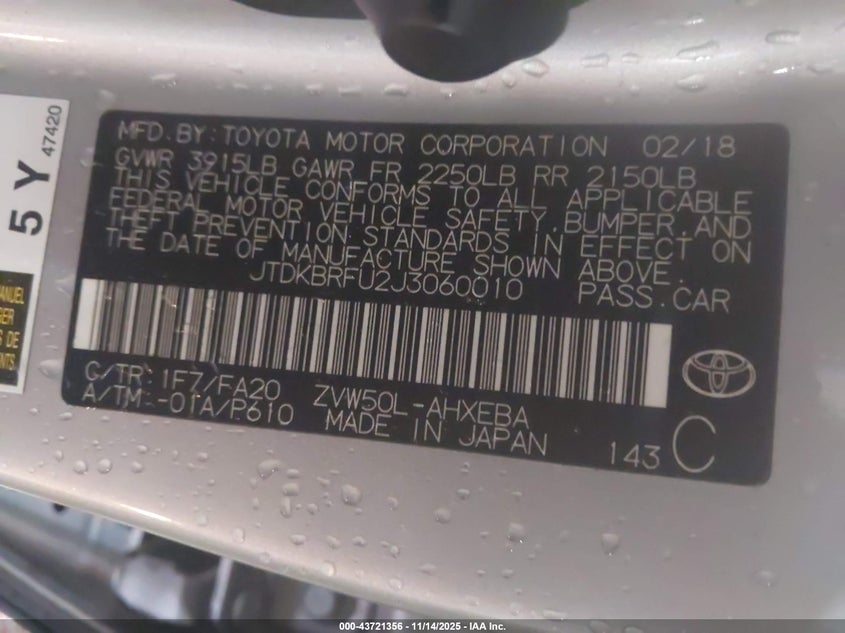 MFD.BY:TOYOTA MOTOR CORPORATION 02/18
GVWR 3915LB GAWR FR 2250LB RR 2150LB
THIS VEHICLE CONFORMS TO ALL APPLICABLE
FEDERAL MOTOR VEHICLE SAFETY,BUMPER,AND
THEFT PREVENTION STANDARDS IN EFFECT ON
THE DATE OF MANUFACTURE SHOWN ABOVE.
JTDKBRFU2J3060010 PASS.CAR
C/TR:1F7/FA20 ZVW50L-AHXEBA
A/TM:-01A/P610 MADE IN JAPAN 143 C
5 Y
47420
000-43721356 - 11/14/2025 - IAA Inc.